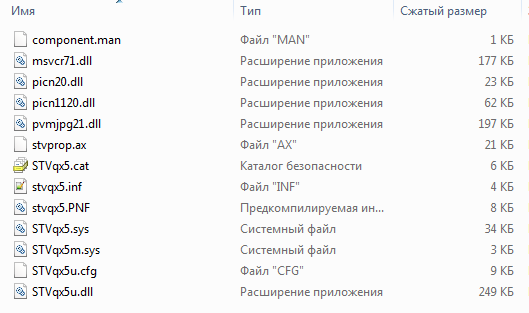 Имя Тип Сжатый размер
component.man Файл "MAN" 1 КБ
msvcr71.dll Расширение приложения 177 КБ
picn20.dll Расширение приложения 23 КБ
picn1120.dll Расширение приложения 62 КБ
pvmjpg21.dll Расширение приложения 197 КБ
stvprop.ax Файл "AX" 21 КБ
STVqx5.cat Каталог безопасности 6 КБ
stvqx5.inf Файл "INF" 4 КБ
stvqx5.PNF Предкомпилируемая ин... 8 КБ
STVqx5.sys Системный файл 34 КБ
STVqx5m.sys Системный файл 3 КБ
STVqx5u.cfg Файл "CFG" 9 КБ
STVqx5u.dll Расширение приложения 249 КБ